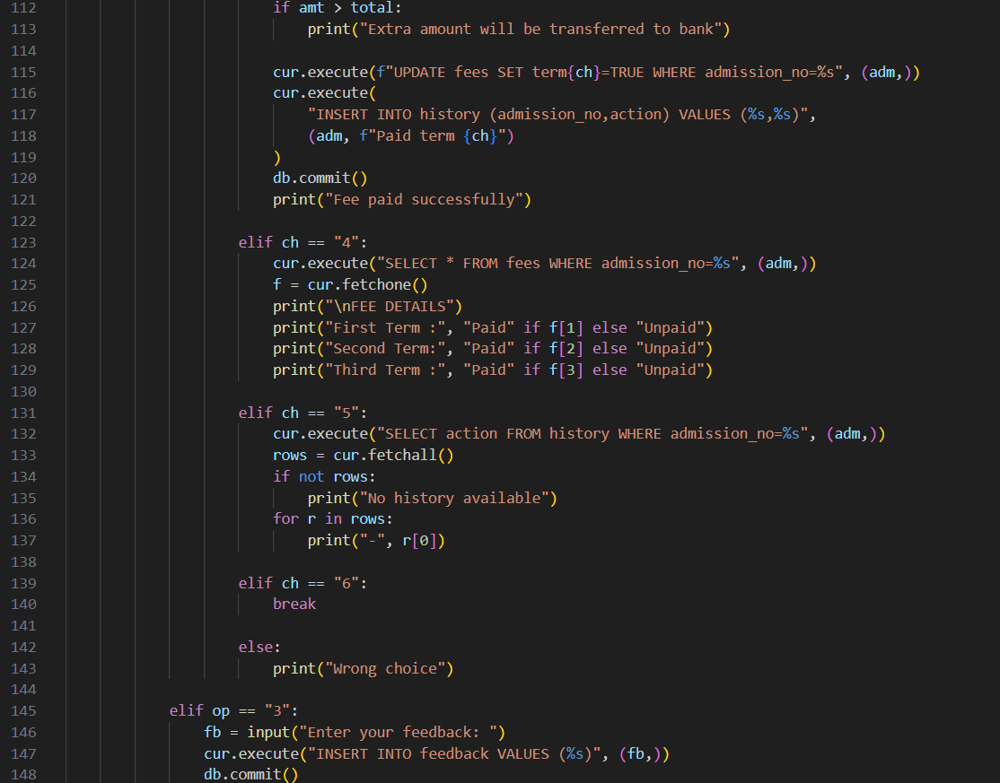 112 if amt > total:
113 print("Extra amount will be transferred to bank")
114
115 cur.execute(f"UPDATE fees SET term{ch}=TRUE WHERE admission_no=%s", (adm,))
116 cur.execute(
117 "INSERT INTO history (admission_no,action) VALUES (%s,%s)",
118 (adm, f"Paid term {ch}")
119 )
120 db.commit()
121 print("Fee paid successfully")
122
123 elif ch == "4":
124 cur.execute("SELECT * FROM fees WHERE admission_no=%s", (adm,))
125 f = cur.fetchone()
126 print("\nFEE DETAILS")
127 print("First Term :", "Paid" if f[1] else "Unpaid")
128 print("Second Term:", "Paid" if f[2] else "Unpaid")
129 print("Third Term :", "Paid" if f[3] else "Unpaid")
130
131 elif ch == "5":
132 cur.execute("SELECT action FROM history WHERE admission_no=%s", (adm,))
133 rows = cur.fetchall()
134 if not rows:
135 print("No history available")
136 for r in rows:
137 print("-", r[0])
138
139 elif ch == "6":
140 break
141
142 else:
143 print("Wrong choice")
144
145 elif op == "3":
146 fb = input("Enter your feedback: ")
147 cur.execute("INSERT INTO feedback VALUES (%s)", (fb,))
148 db.commit()